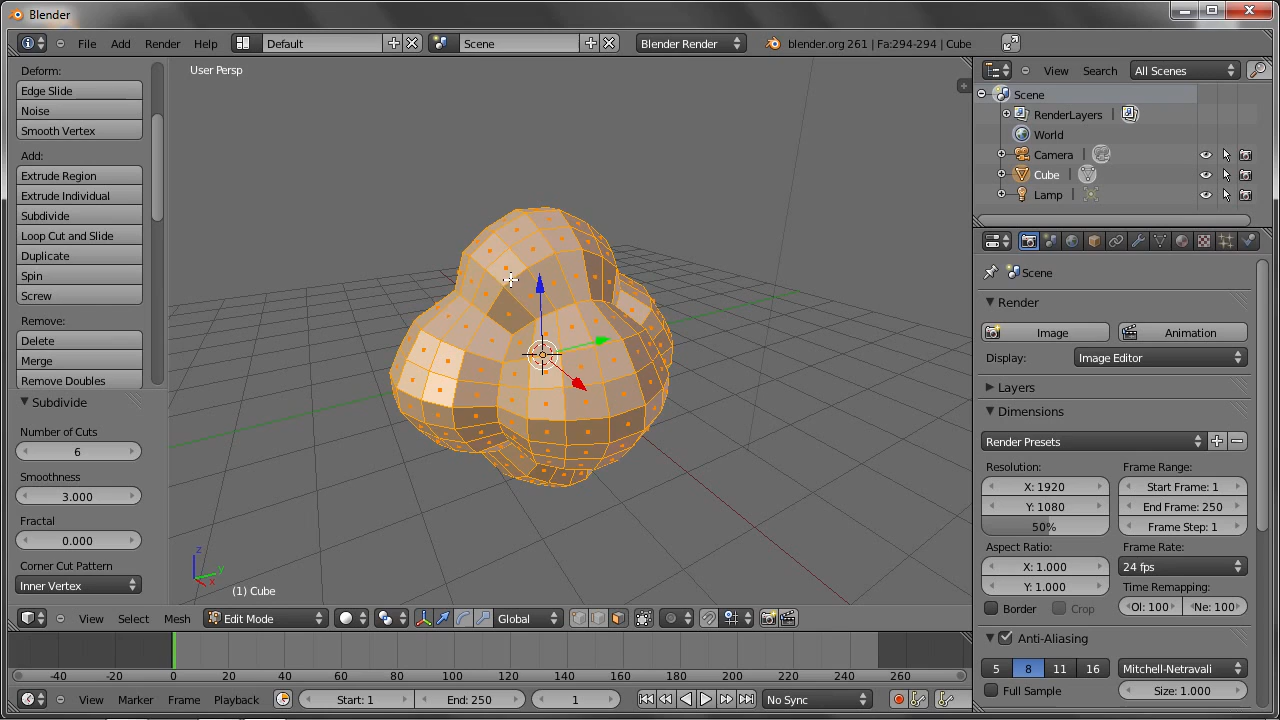 Blender
File Add Render Help Default Scene Blender Render blender.org 261 | Fa:294-294 | Cube
Deform:
Edge Slide
Noise
Smooth Vertex
Add:
Extrude Region
Extrude Individual
Subdivide
Loop Cut and Slide
Duplicate
Spin
Screw
Remove:
Delete
Merge
Remove Doubles
Subdivide
Number of Cuts
6
Smoothness
3.000
Fractal
0.000
Corner Cut Pattern
Inner Vertex
User Persp
z
y
x
(1) Cube
View Select Mesh Edit Mode Global
-40 -20 0 20 40 60 80 100 120 140 160 180 200 220 240 260
View Marker Frame Playback Start: 1 End: 250 1 No Sync
View Search All Scenes
Scene
RenderLayers |
World
Camera |
Cube |
Lamp |
Scene
Render
Image Animation
Display: Image Editor
Layers
Dimensions
Render Presets
Resolution: Frame Range:
X: 1920 Start Frame: 1
Y: 1080 End Frame: 250
50% Frame Step: 1
Aspect Ratio: Frame Rate:
X: 1.000 24 fps
Y: 1.000 Time Remapping:
Border Crop Ol: 100 Ne: 100
Anti-Aliasing
5 8 11 16 Mitchell-Netravali
Full Sample Size: 1.000